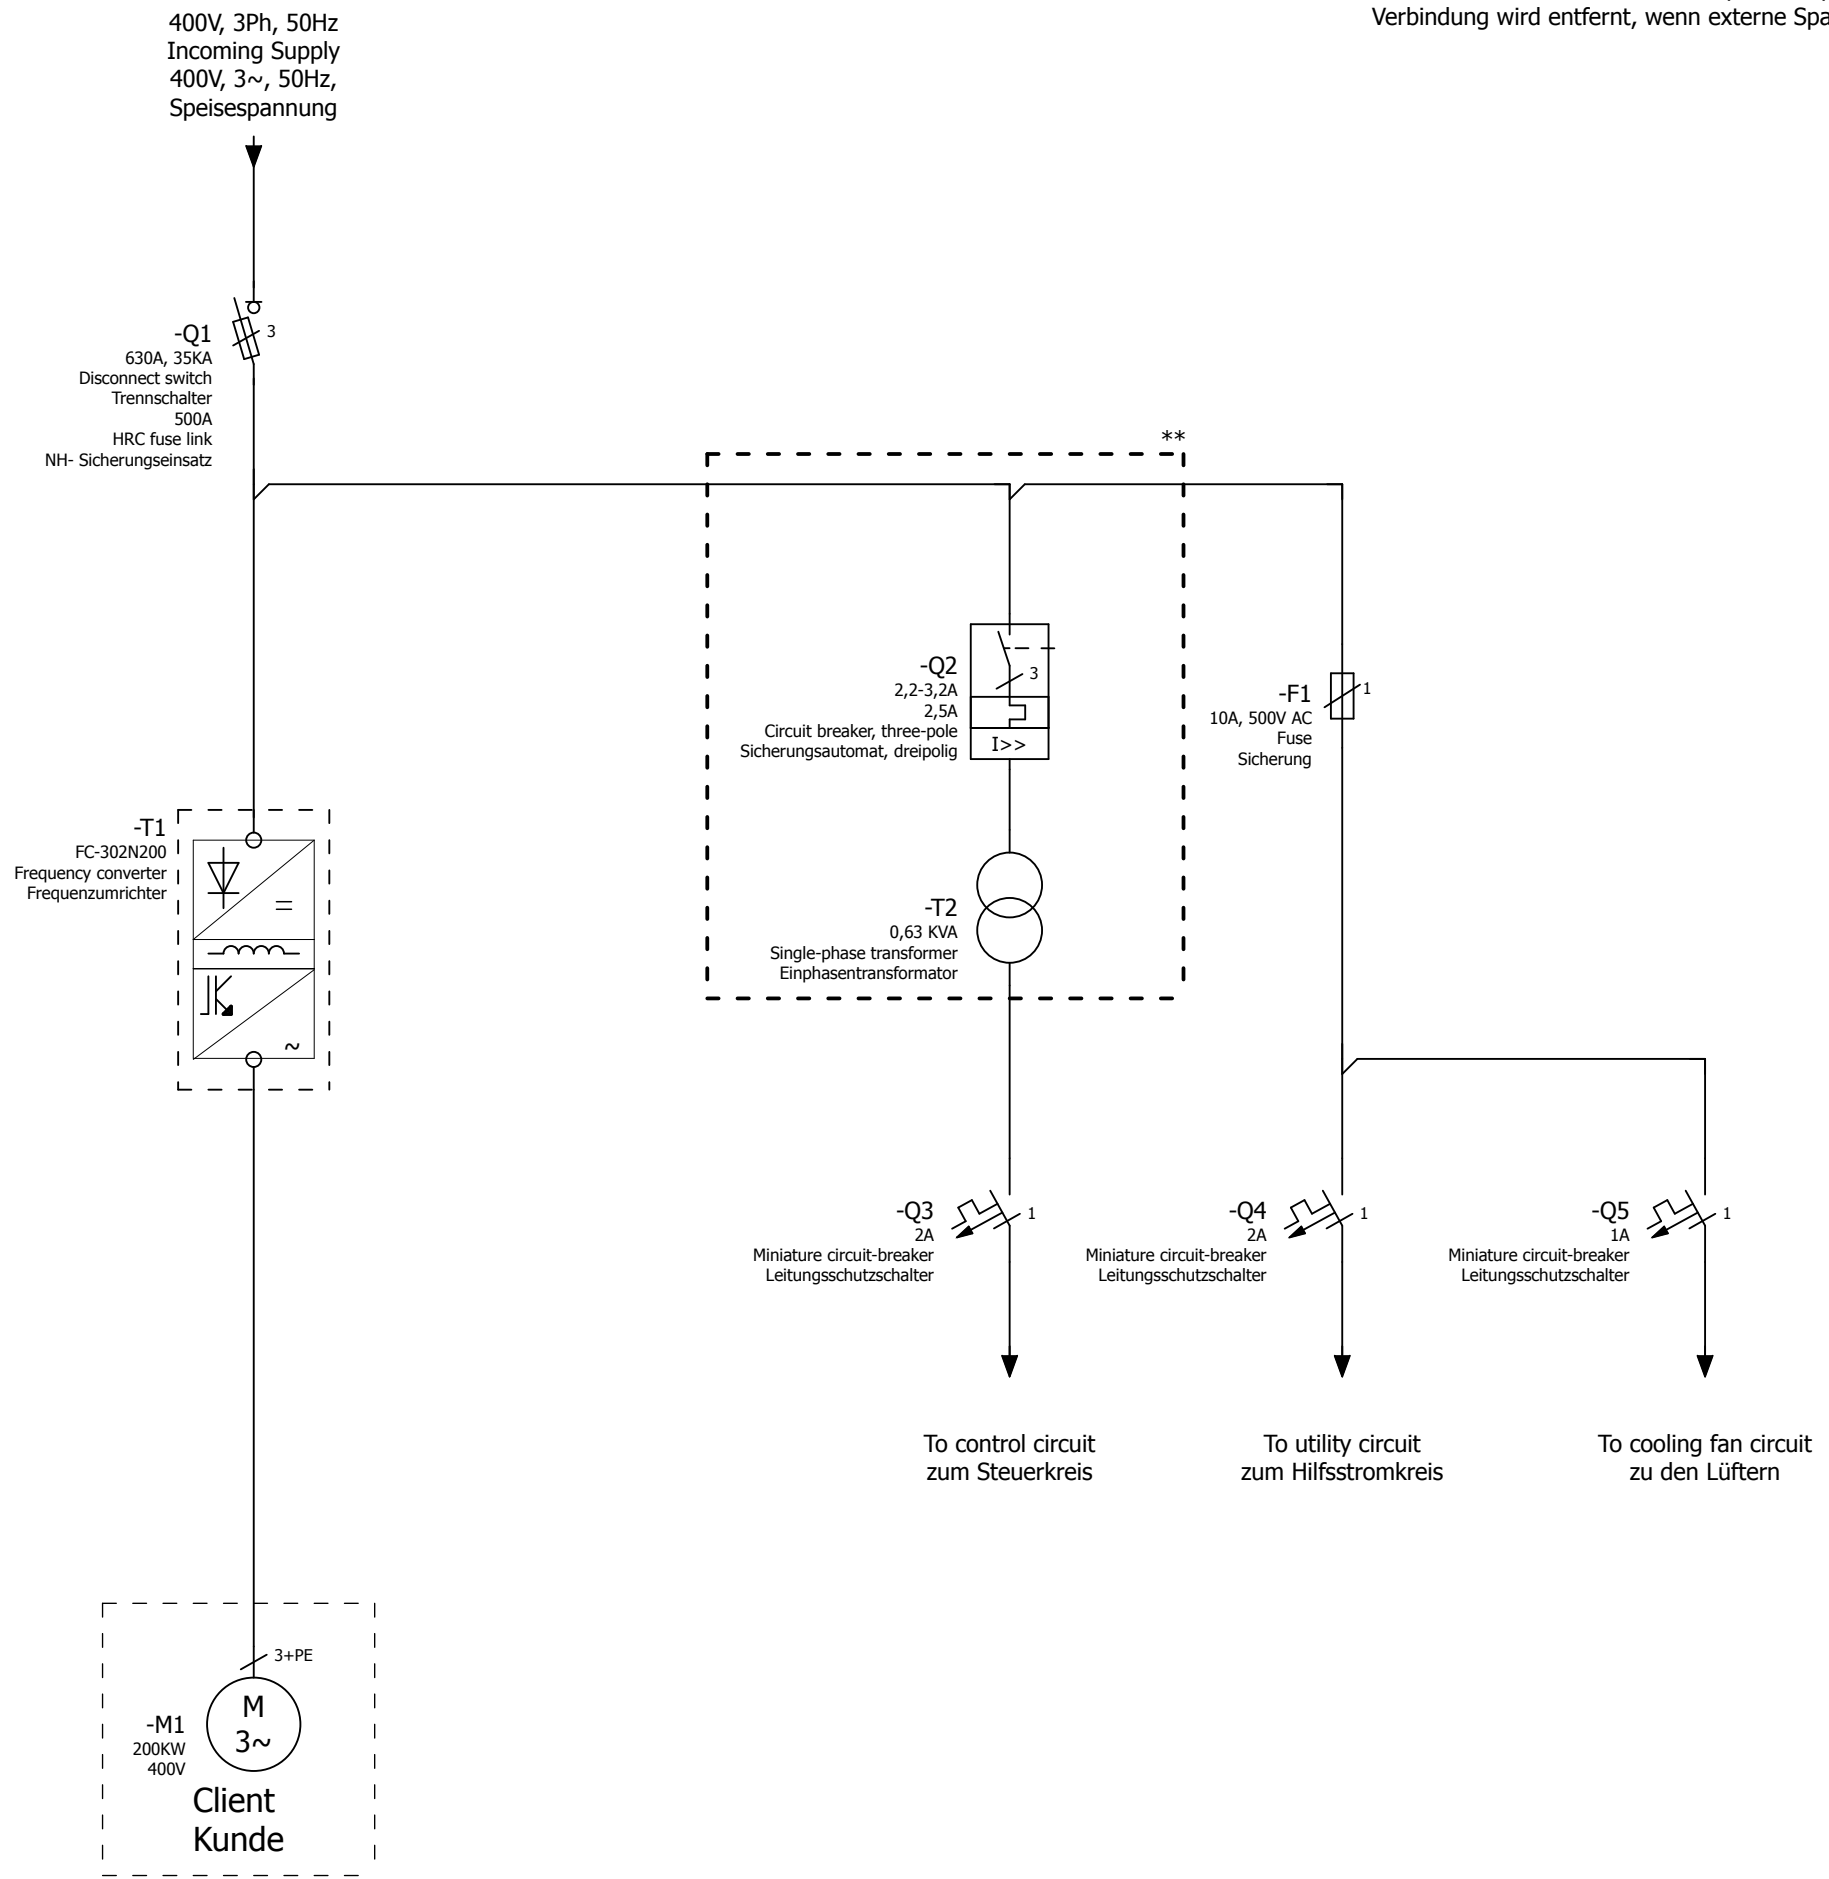 400V, 3Ph, 50Hz
Incoming Supply
400V, 3~, 50Hz,
Speisespannung
Verbindung wird entfernt, wenn externe
-Q1
630A, 35KA
Disconnect switch
Trennschalter
500A
HRC fuse link
NH- Sicherungseinsatz
3
**
-Q2
2,2-3,2A
2,5A
Circuit breaker, three-pole
Sicherungsautomat, dreipolig
3
I>>
-F1
10A, 500V AC
Fuse
Sicherung
1
-T1
FC-302N200
Frequency converter
Frequenzumrichter
=
~
-T2
0,63 KVA
Single-phase transformer
Einphasentransformator
-Q3
2A
Miniature circuit-breaker
Leitungsschutzschalter
1
-Q4
2A
Miniature circuit-breaker
Leitungsschutzschalter
1
-Q5
1A
Miniature circuit-breaker
Leitungsschutzschalter
1
To control circuit
zum Steuerkreis
To utility circuit
zum Hilfsstromkreis
To cooling fan circuit
zu den Lüftern
3+PE
M
3~
-M1
200KW
400V
Client
Kunde